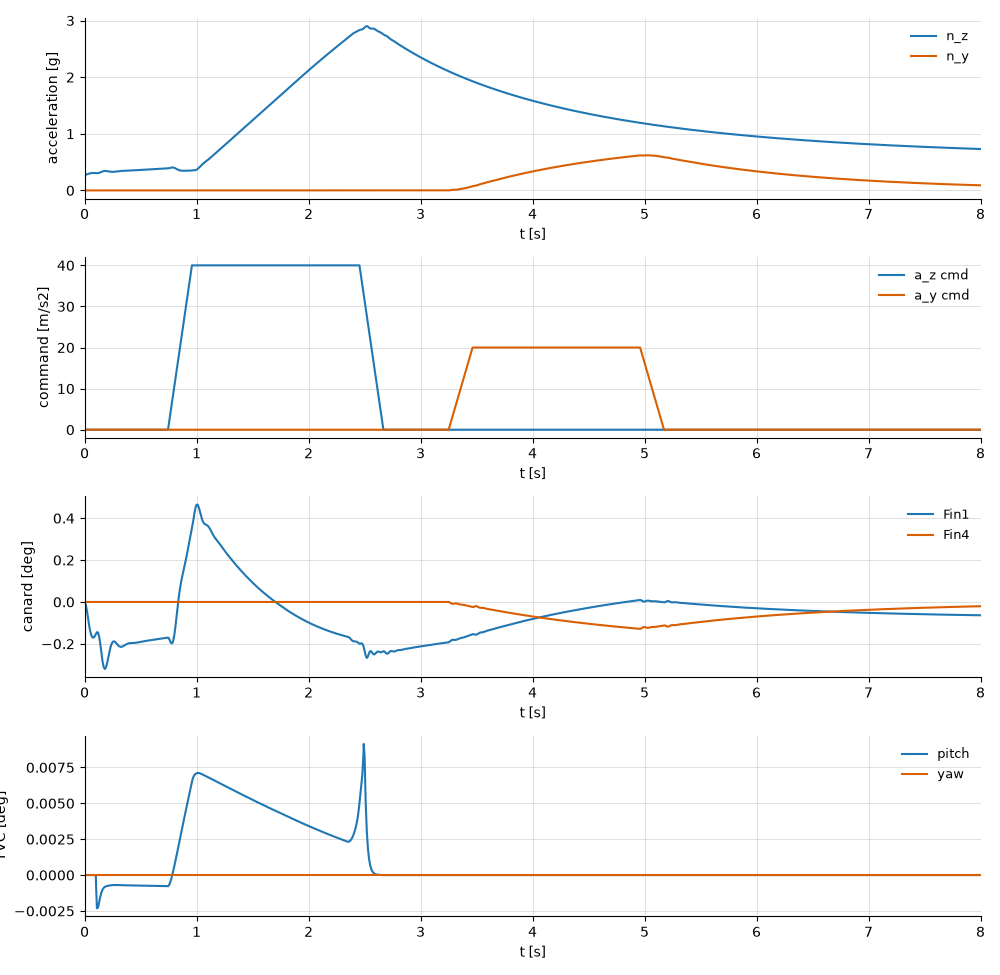 acceleration [g]
3
2
1
0
n_z
n_y
0 1 2 3 4 5 6 7 8
t [s]
command [m/s2]
40
30
20
10
0
a_z cmd
a_y cmd
0 1 2 3 4 5 6 7 8
t [s]
canard [deg]
0.4
0.2
0.0
−0.2
Fin1
Fin4
0 1 2 3 4 5 6 7 8
t [s]
TVC [deg]
0.0075
0.0050
0.0025
0.0000
−0.0025
pitch
yaw
0 1 2 3 4 5 6 7 8
t [s]